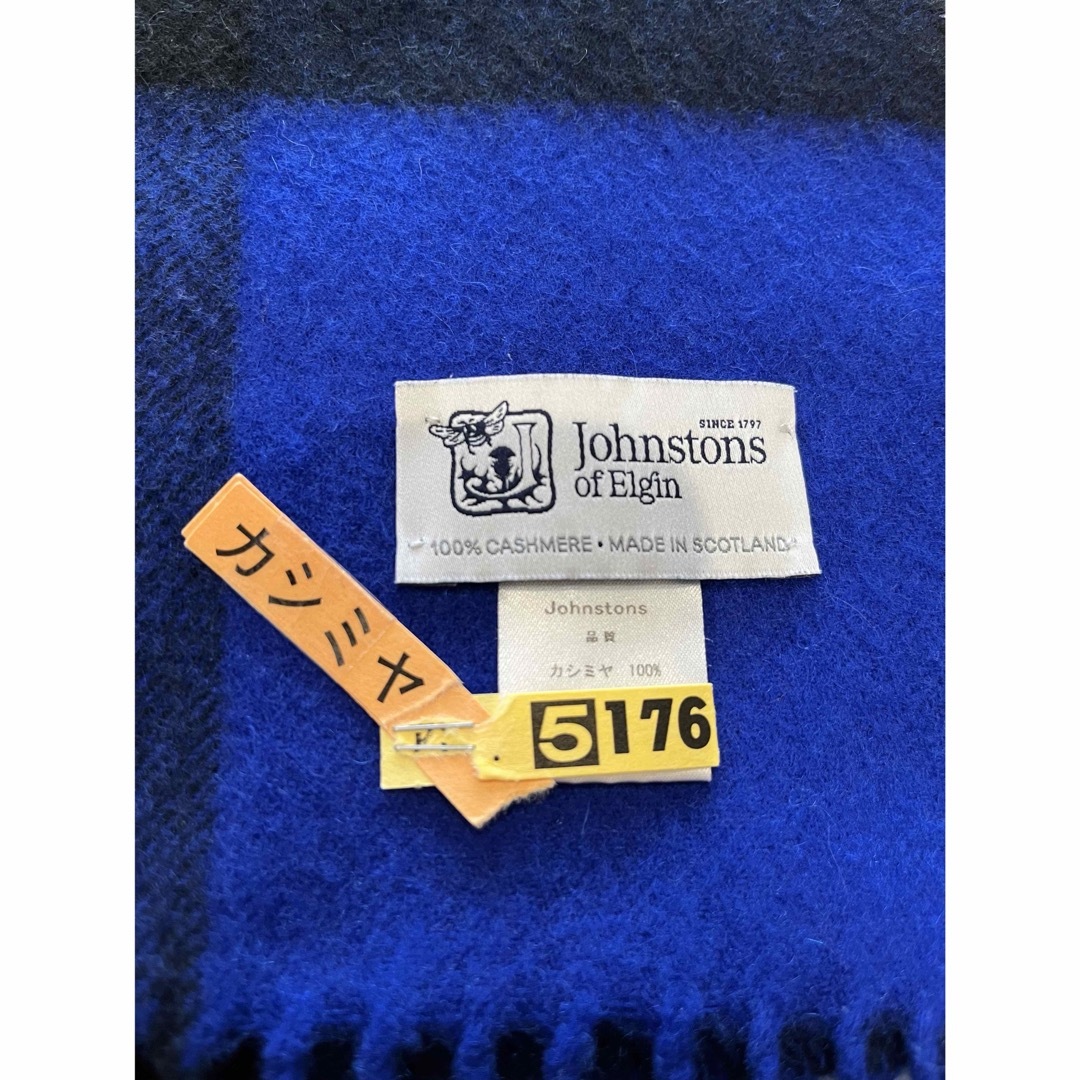 SINCE 1797
Johnstons
of Elgin
100% CASHMERE • MADE IN SCOTLAND
Johnstons
品質
カシミヤ 100%
カシミヤ
5176